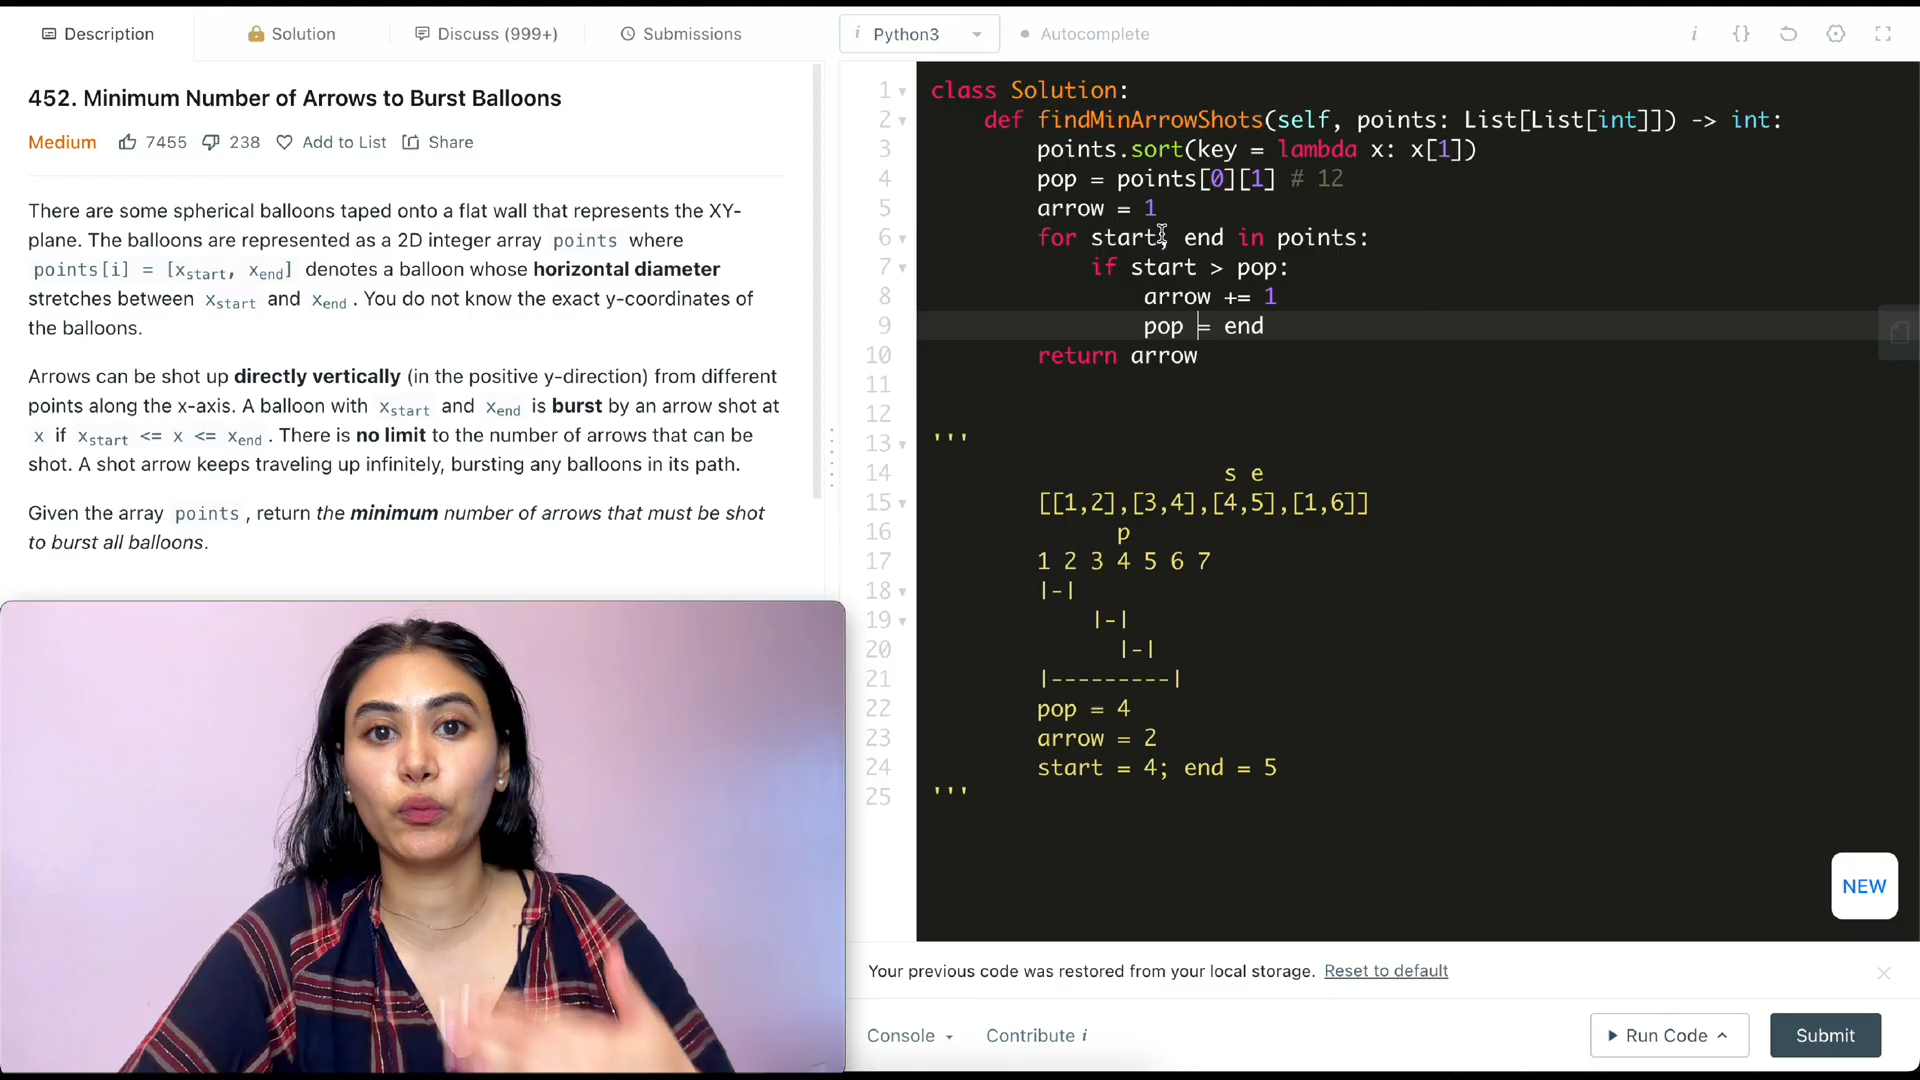 Description
Solution
Discuss (999+)
Submissions
452. Minimum Number of Arrows to Burst Balloons
Medium 7455 238 Add to List Share
There are some spherical balloons taped onto a flat wall that represents the XY-
plane. The balloons are represented as a 2D integer array points where
points[i] = [xstart, xend] denotes a balloon whose horizontal diameter
stretches between xstart and xend. You do not know the exact y-coordinates of
the balloons.
Arrows can be shot up directly vertically (in the positive y-direction) from different
points along the x-axis. A balloon with xstart and xend is burst by an arrow shot at
x if xstart <= x <= xend. There is no limit to the number of arrows that can be
shot. A shot arrow keeps traveling up infinitely, bursting any balloons in its path.
Given the array points, return the minimum number of arrows that must be shot
to burst all balloons.
i Python3
Autocomplete
i {}
1 class Solution:
2 def findMinArrowShots(self, points: List[List[int]]) -> int:
3 points.sort(key = lambda x: x[1])
4 pop = points[0][1] # 12
5 arrow = 1
6 for start, end in points:
7 if start > pop:
8 arrow += 1
9 pop = end
10 return arrow
11
12
13 '''
14 s e
15 [[1,2],[3,4],[4,5],[1,6]]
16 p
17 1 2 3 4 5 6 7
18 |-|
19 |-|
20 |-|
21 |---------|
22 pop = 4
23 arrow = 2
24 start = 4; end = 5
25 '''
NEW
Your previous code was restored from your local storage. Reset to default
Console
Contribute i
Run Code
Submit